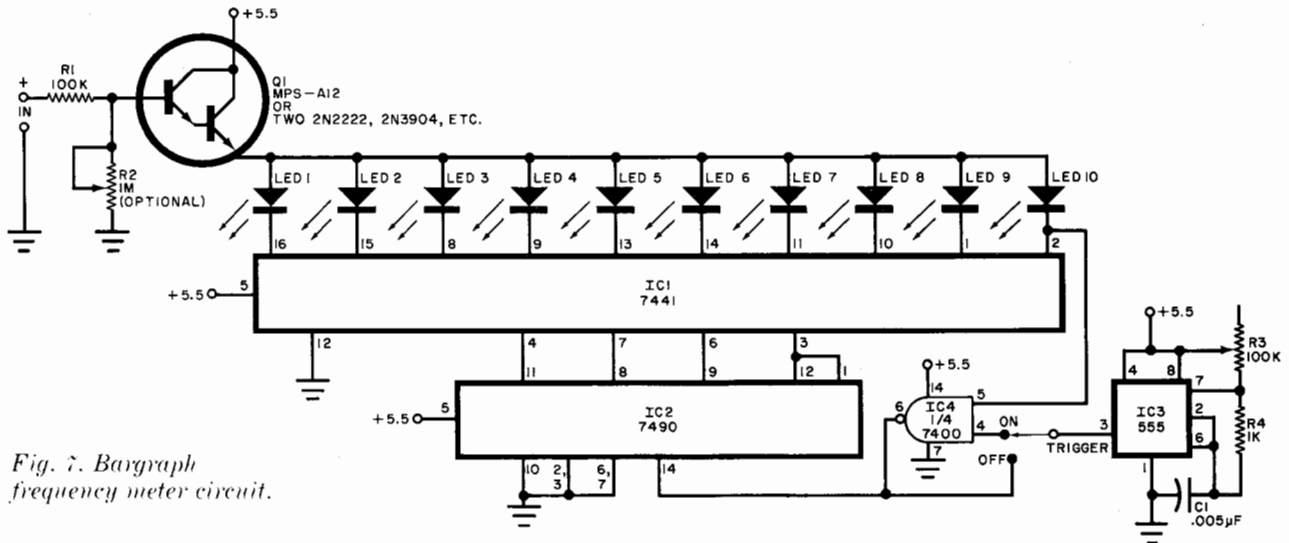 +5.5
R1
100K
+
IN
Q1
MPS-A12
OR
TWO 2N2222, 2N3904, ETC.
R2
1M
(OPTIONAL)
LED 1
LED 2
LED 3
LED 4
LED 5
LED 6
LED 7
LED 8
LED 9
LED 10
16
15
8
9
13
14
11
10
1
2
+5.5
5
IC1
7441
12
4
7
6
3
11
8
9
12
1
+5.5
5
IC2
7490
10
2,
3
6,
7
14
+5.5
14
6
IC4
1/4
7400
5
4
7
ON
OFF
TRIGGER
+5.5
4
8
R3
100K
7
IC3
555
3
2
6
R4
1K
1
C1
.005µF
Fig. 7. Bargraph
frequency meter circuit.